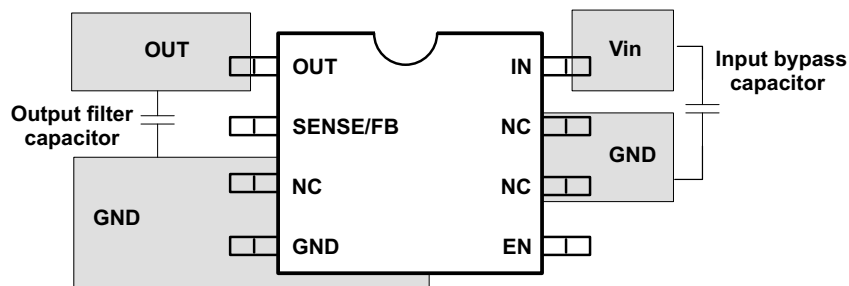 OUT
Vin
Input bypass
capacitor
OUT
IN
Output filter
capacitor
SENSE/FB
NC
GND
NC
NC
GND
GND
EN